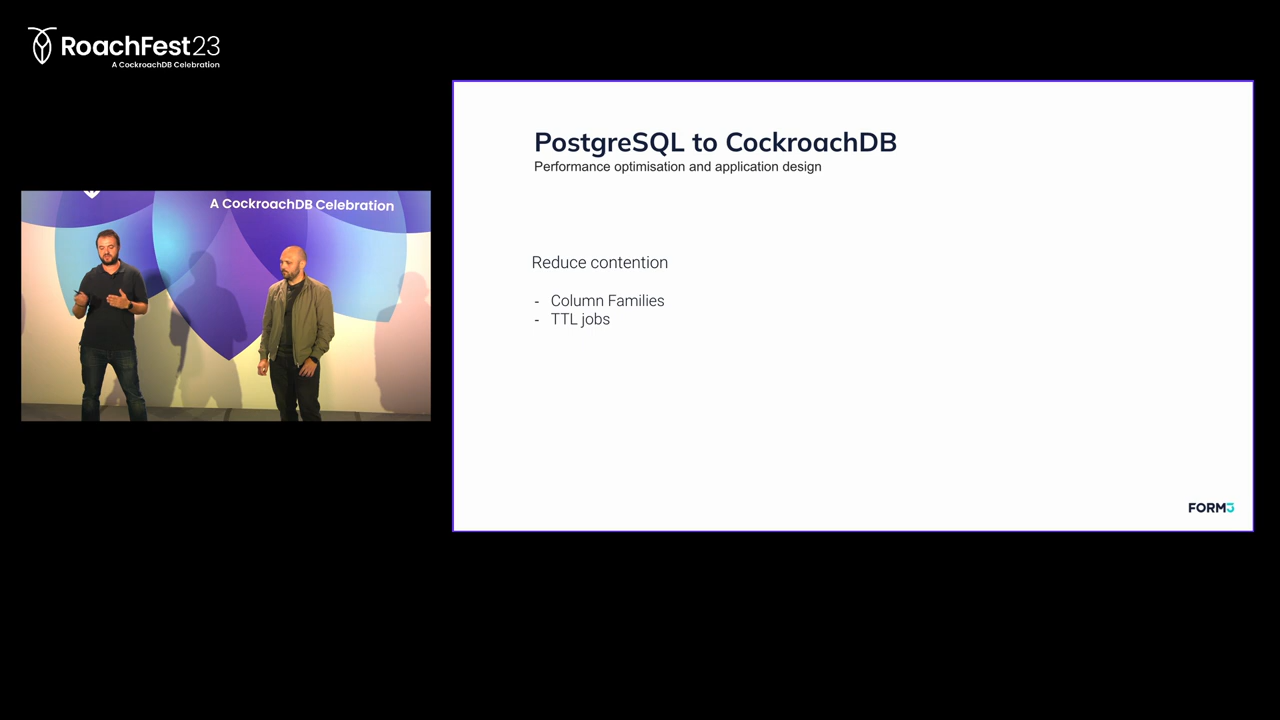 RoachFest23
A CockroachDB Celebration
A CockroachDB Celebration
PostgreSQL to CockroachDB
Performance optimisation and application design
Reduce contention
- Column Families
- TTL jobs
FORM3